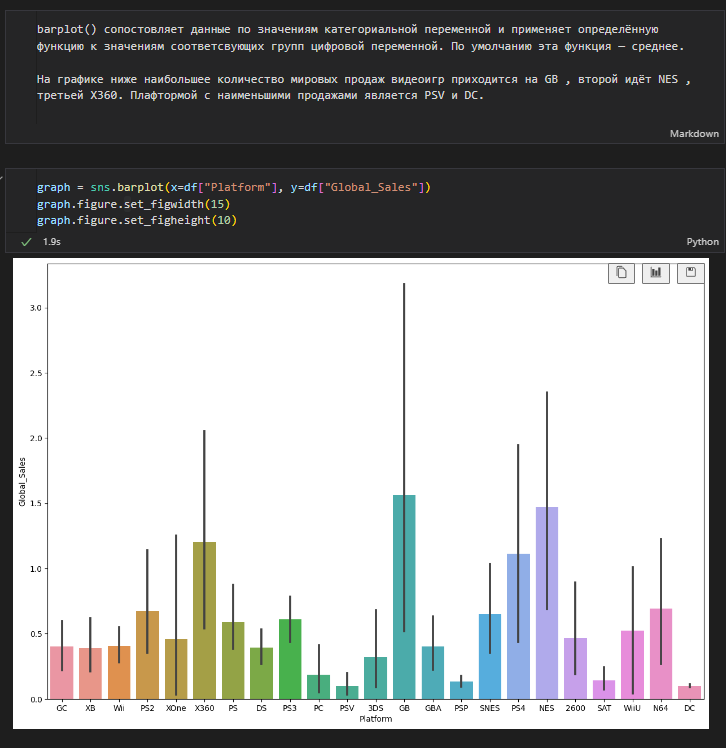 barplot() сопостовляет данные по значениям категориальной переменной и применяет определённую
функцию к значениям соответсвующих групп цифровой переменной. По умолчанию эта функция – среднее.
На графике ниже наибольшее количество мировых продаж видеоигр приходится на GB , второй идёт NES ,
третьей X360. Плафтормой с наименьшими продажами является PSV и DC.
Markdown
graph = sns.barplot(x=df["Platform"], y=df["Global_Sales"])
graph.figure.set_figwidth(15)
graph.figure.set_figheight(10)
1.9s
Python
3.0
2.5
2.0
1.5
1.0
0.5
0.0
Global_Sales
GC XB Wii PS2 XOne X360 PS DS PS3 PC PSV 3DS GB GBA PSP SNES PS4 NES 2600 SAT WiiU N64 DC
Platform